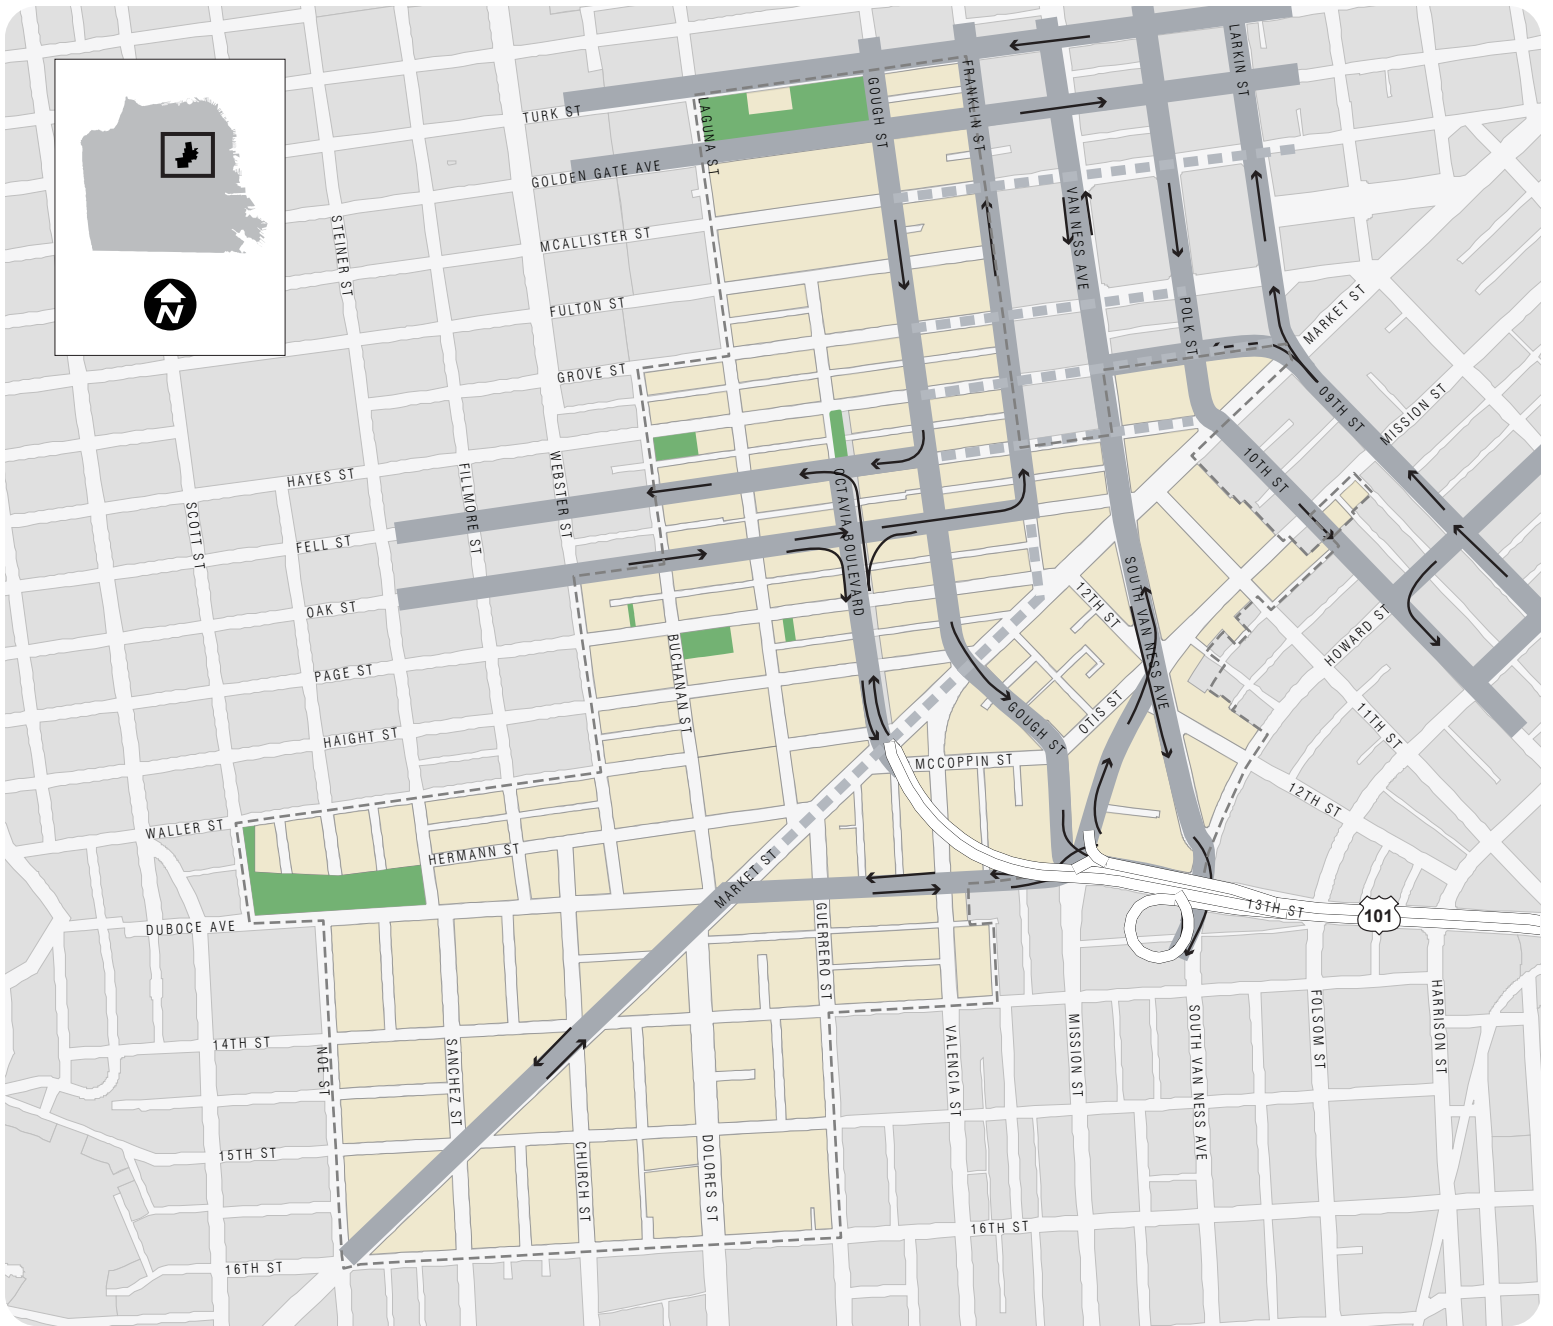 LARKIN ST
FRANKLIN ST
GOUGH ST
TURK ST
LAGUNA ST
GOLDEN GATE AVE
VAN NESS AVE
STEINER ST
MCALLISTER ST
FULTON ST
POLK ST
MARKET ST
GROVE ST
09TH ST
MISSION ST
HAYES ST
FILLMORE ST
WEBSTER ST
10TH ST
OCTAVIA BOULEVARD
SCOTT ST
FELL ST
OAK ST
12TH ST
SOUTH VAN NESS AVE
HOWARD ST
PAGE ST
BUCHANAN ST
OTIS ST
GOUGH ST
11TH ST
HAIGHT ST
MCCOPPIN ST
12TH ST
WALLER ST
HERMANN ST
MARKET ST
DUBOCE AVE
GUERRERO ST
13TH ST
101
14TH ST
NOE ST
SANCHEZ ST
VALENCIA ST
MISSION ST
SOUTH VAN NESS AVE
FOLSOM ST
HARRISON ST
15TH ST
CHURCH ST
DOLORES ST
16TH ST
16TH ST
N